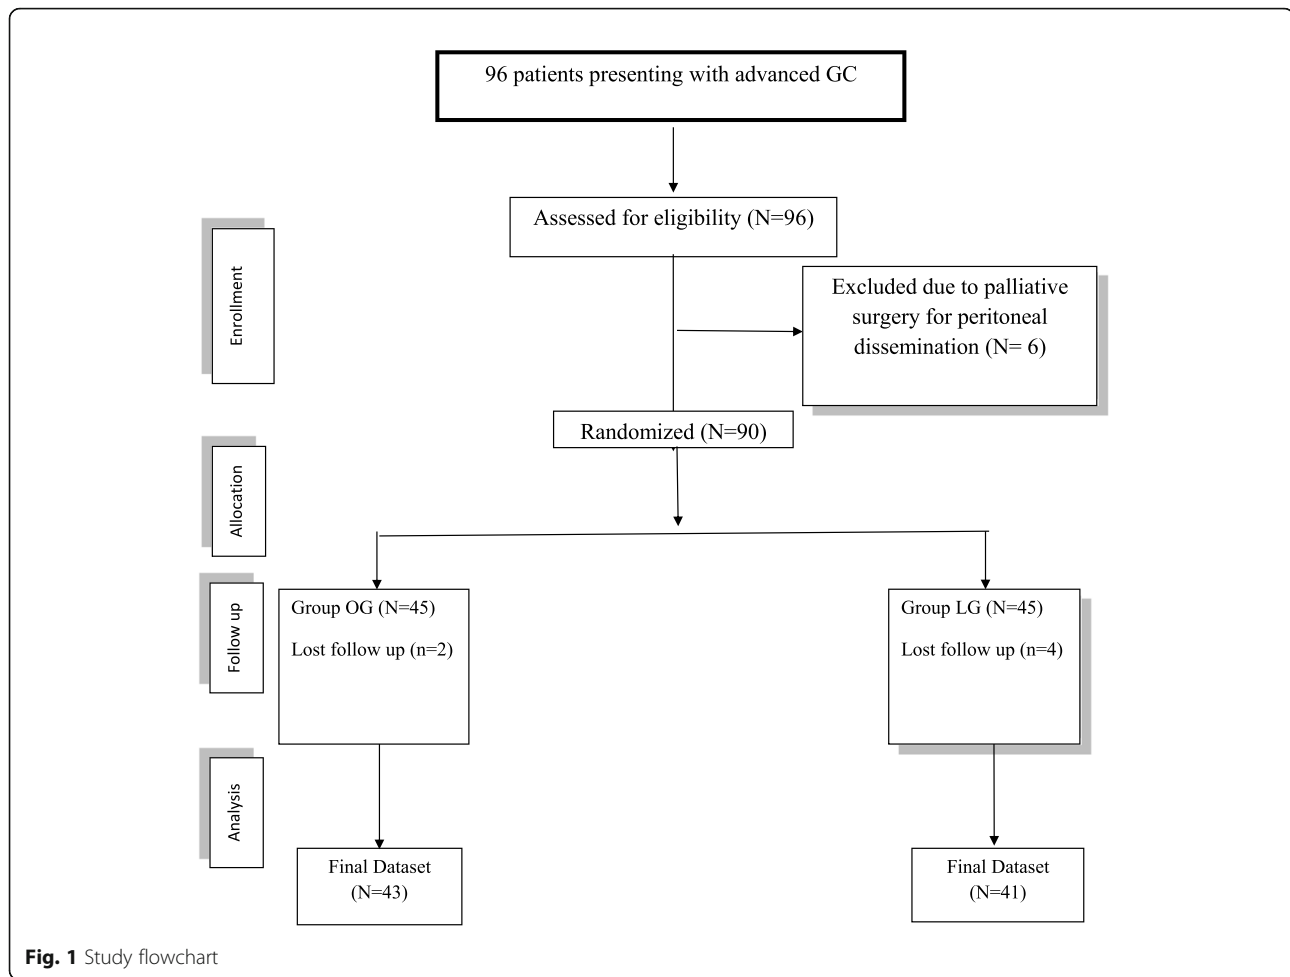 96 patients presenting with advanced GC
Assessed for eligibility (N=96)
Enrollment
Excluded due to palliative
surgery for peritoneal
dissemination (N= 6)
Randomized (N=90)
Allocation
Follow up
Group OG (N=45)
Lost follow up (n=2)
Group LG (N=45)
Lost follow up (n=4)
Analysis
Final Dataset
(N=43)
Final Dataset
(N=41)
Fig. 1 Study flowchart